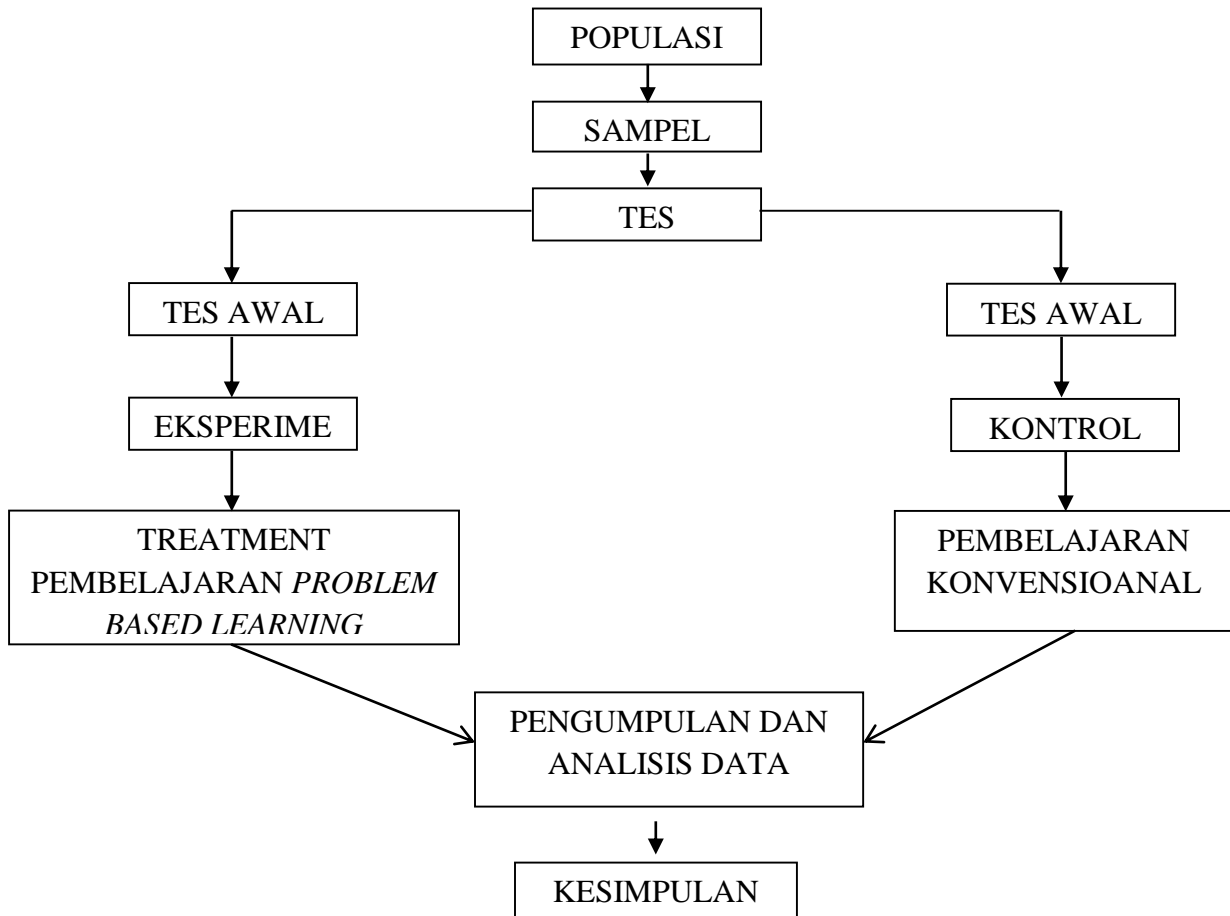 POPULASI
SAMPEL
TES
TES AWAL
TES AWAL
EKSPERIME
KONTROL
TREATMENT
PEMBELAJARAN PROBLEM
BASED LEARNING
PEMBELAJARAN
KONVENSIOANAL
PENGUMPULAN DAN
ANALISIS DATA
KESIMPULAN